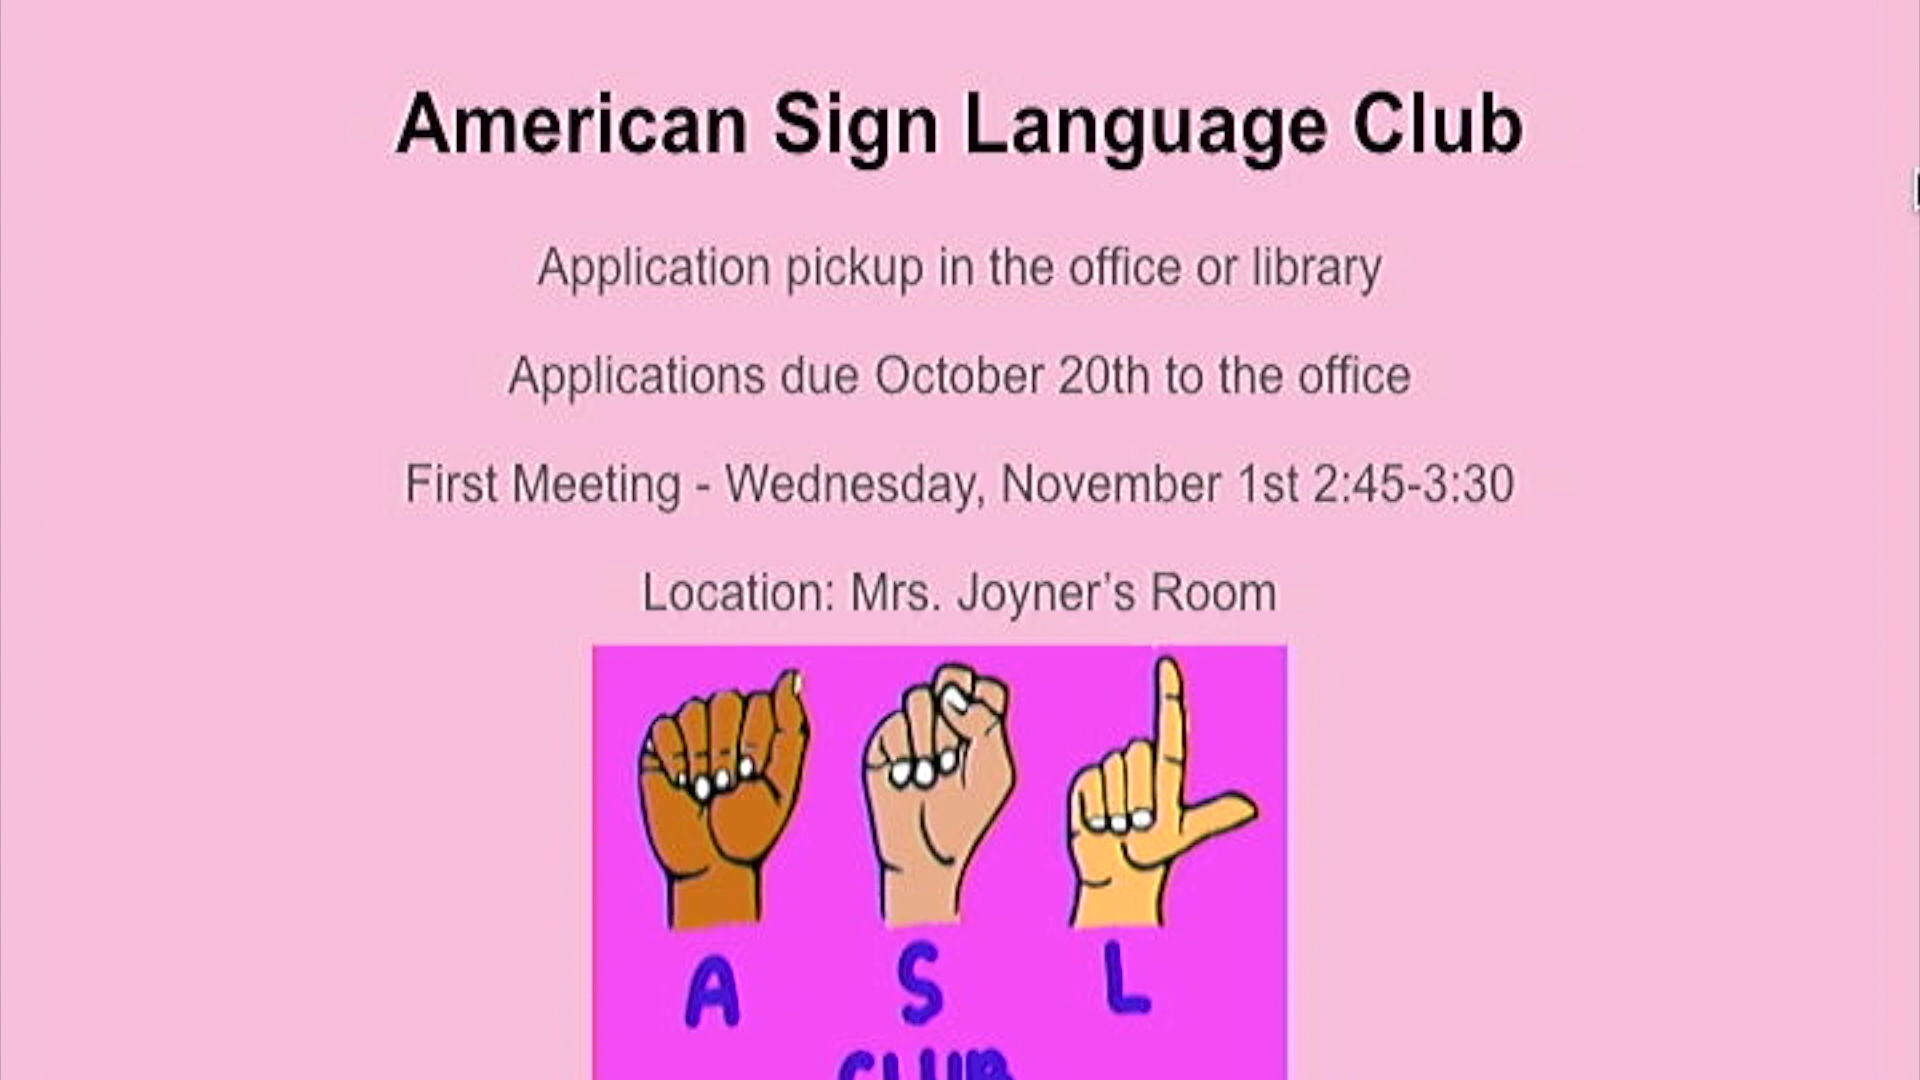 American Sign Language Club
Application pickup in the office or library
Applications due October 20th to the office
First Meeting - Wednesday, November 1st 2:45-3:30
Location: Mrs. Joyner’s Room
A S L
CLUB